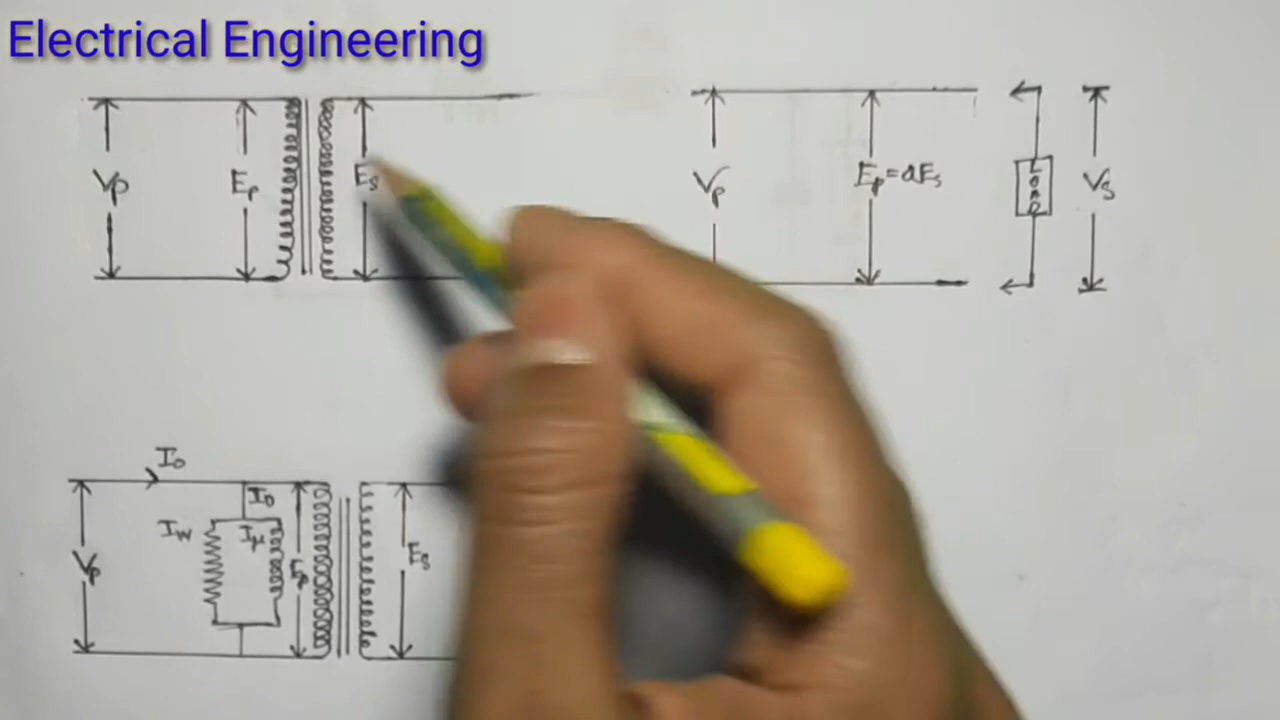 Electrical Engineering
Vp Ep Es
Vp Ep=aEs LOAD Vs
Io
Io
Iw Iμ
Vp Ep Es